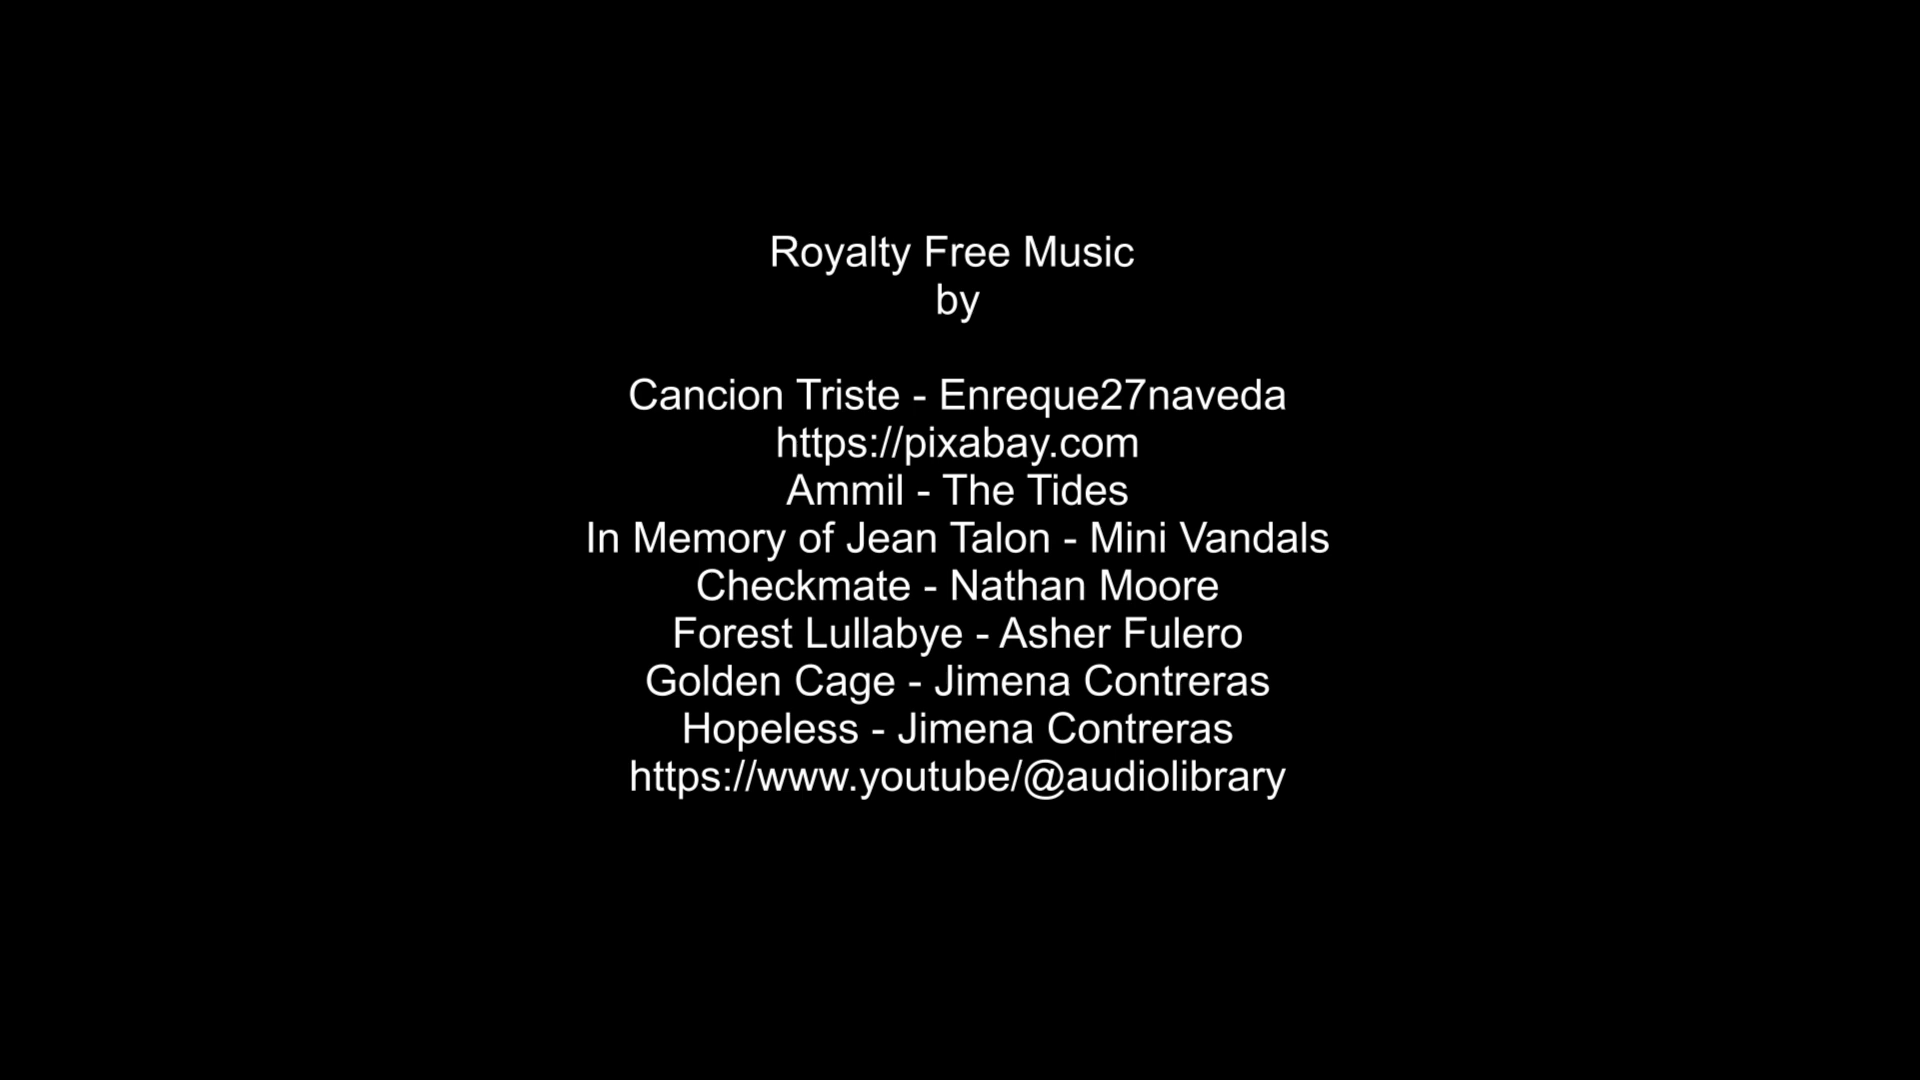 Royalty Free Music
by
Cancion Triste - Enreque27naveda
https://pixabay.com
Ammil - The Tides
In Memory of Jean Talon - Mini Vandals
Checkmate - Nathan Moore
Forest Lullabye - Asher Fulero
Golden Cage - Jimena Contreras
Hopeless - Jimena Contreras
https://www.youtube/@audiolibrary